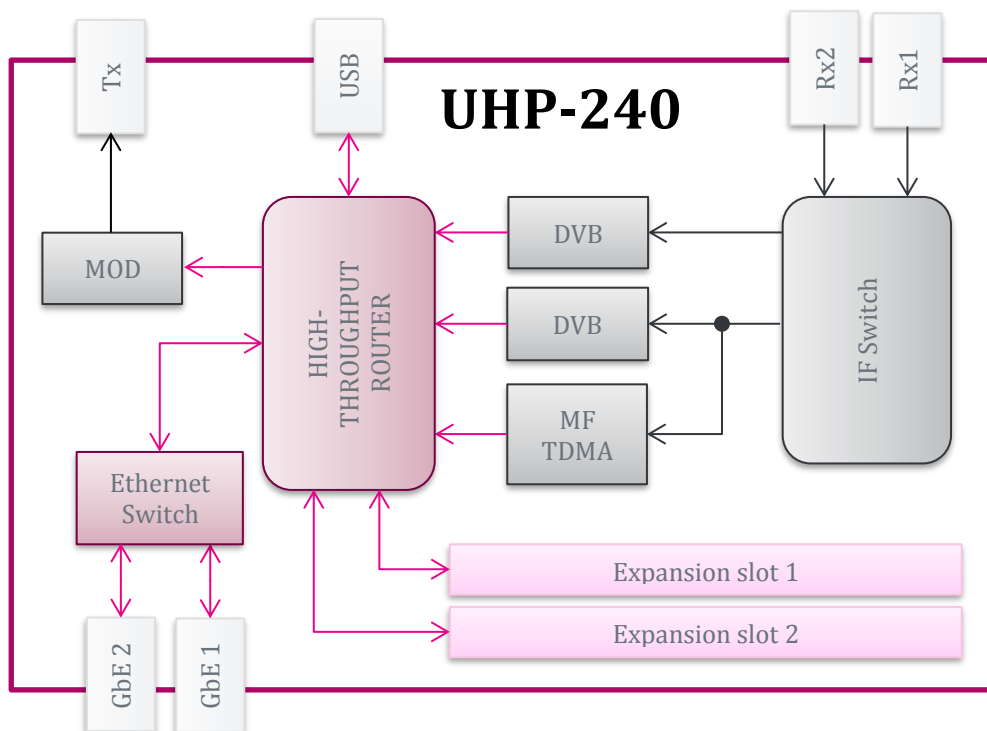 Tx
USB
Rx2
Rx1
UHP-240
DVB
MOD
HIGH-
THROUGHPUT
ROUTER
DVB
IF Switch
MF
TDMA
Ethernet
Switch
Expansion slot 1
Expansion slot 2
GbE 2
GbE 1